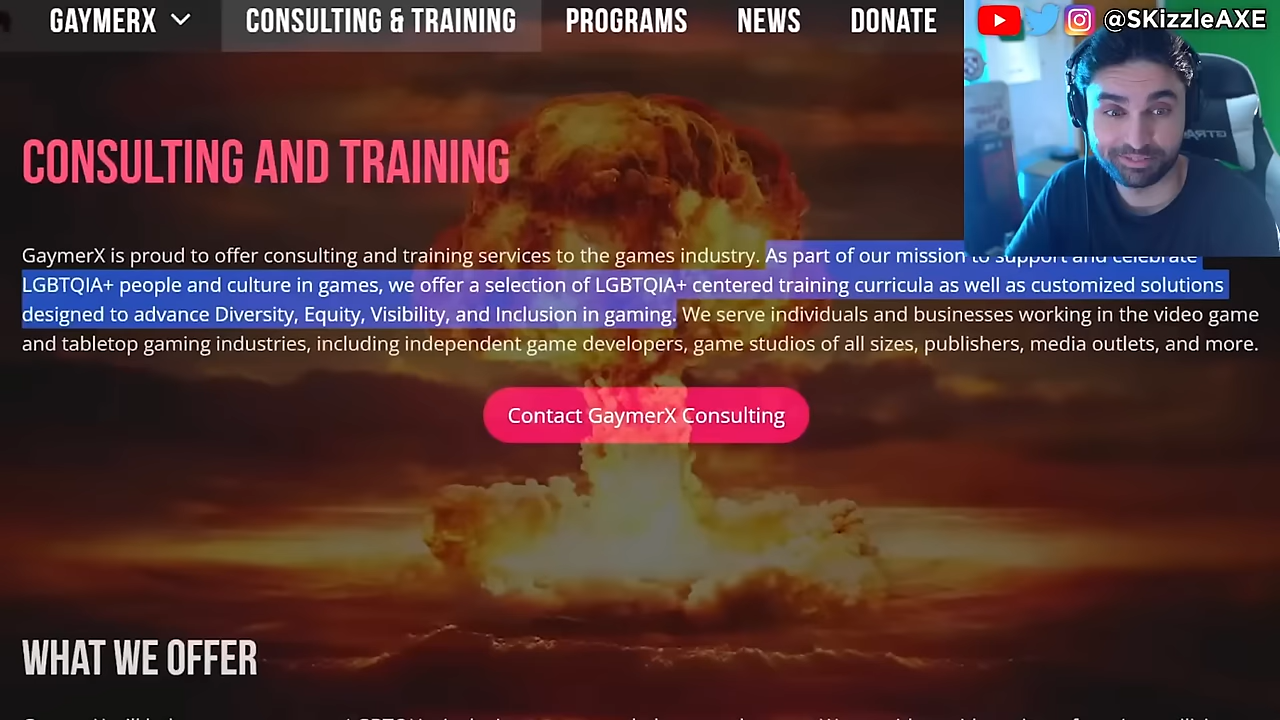 GAYMERX CONSULTING & TRAINING PROGRAMS NEWS DONATE
@SKizzleAXE
CONSULTING AND TRAINING
GaymerX is proud to offer consulting and training services to the games industry. As part of our mission to support and celebrate
LGBTQIA+ people and culture in games, we offer a selection of LGBTQIA+ centered training curricula as well as customized solutions
designed to advance Diversity, Equity, Visibility, and Inclusion in gaming. We serve individuals and businesses working in the video game
and tabletop gaming industries, including independent game developers, game studios of all sizes, publishers, media outlets, and more.
Contact GaymerX Consulting
WHAT WE OFFER